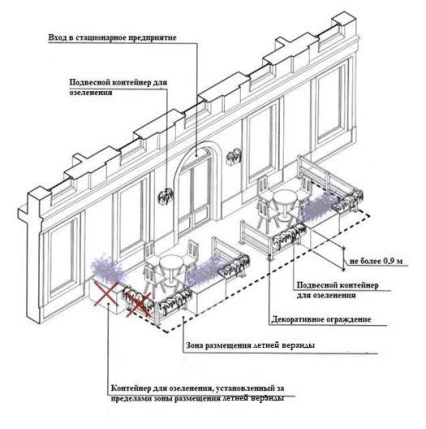 Вход в стационарное предприятие
Подвесной контейнер для
озеленения
не более 0,9 м
Подвесной контейнер
для озеленения
Декоративное ограждение
Зона размещения летней веранды
Контейнер для озеленения, установленный за
пределами зоны размещения летней веранды